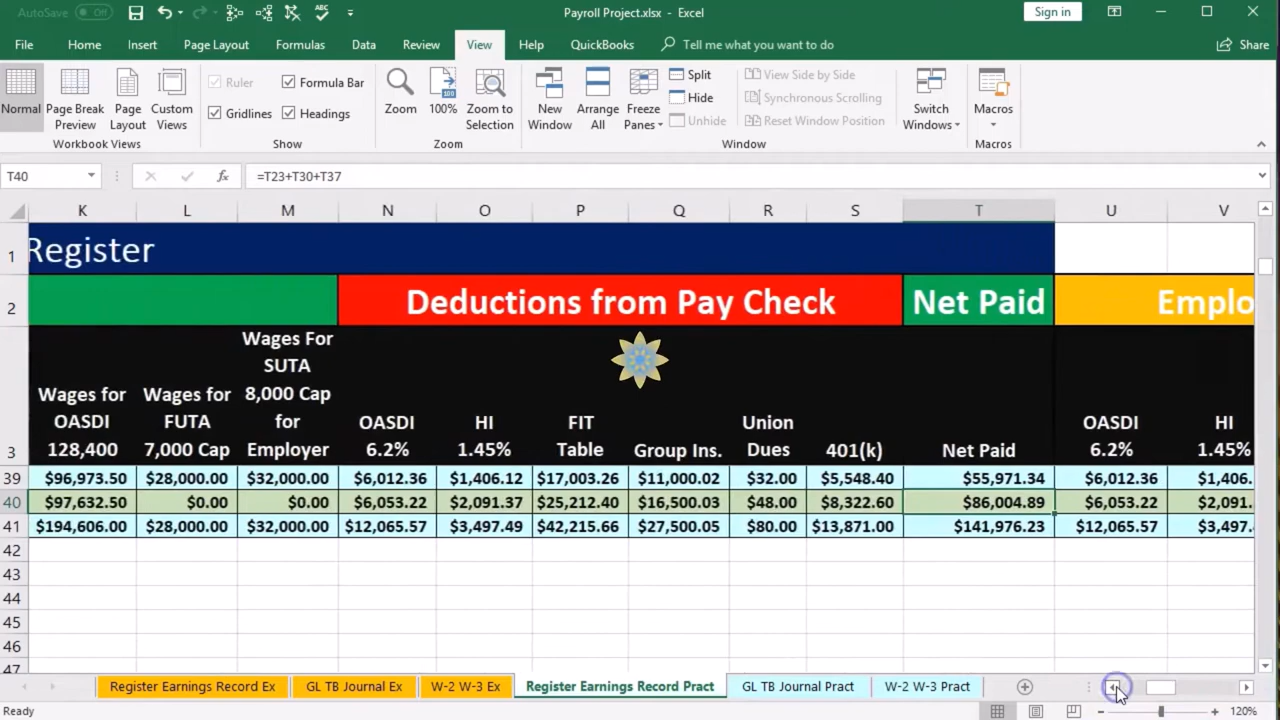 AutoSave Off
Payroll Project.xlsx - Excel
Sign in
File Home Insert Page Layout Formulas Data Review View Help QuickBooks Tell me what you want to do Share
Normal
Page Break Preview
Page Layout
Custom Views
Workbook Views
Ruler
Formula Bar
Gridlines
Headings
Show
Zoom
100%
Zoom to Selection
Zoom
New Window
Arrange All
Freeze Panes
Split
Hide
Unhide
View Side by Side
Synchronous Scrolling
Reset Window Position
Switch Windows
Window
Macros
Macros
T40 fx =T23+T30+T37
K L M N O P Q R S T U V
1 Register
2 Deductions from Pay Check Net Paid Emplo
3
Wages for OASDI 128,400
Wages for FUTA 7,000 Cap
Wages For SUTA 8,000 Cap for Employer
OASDI 6.2%
HI 1.45%
FIT Table
Group Ins.
Union Dues
401(k)
Net Paid
OASDI 6.2%
HI 1.45%
39 $96,973.50 $28,000.00 $32,000.00 $6,012.36 $1,406.12 $17,003.26 $11,000.02 $32.00 $5,548.40 $55,971.34 $6,012.36 $1,406.
40 $97,632.50 $0.00 $0.00 $6,053.22 $2,091.37 $25,212.40 $16,500.03 $48.00 $8,322.60 $86,004.89 $6,053.22 $2,091.
41 $194,606.00 $28,000.00 $32,000.00 $12,065.57 $3,497.49 $42,215.66 $27,500.05 $80.00 $13,871.00 $141,976.23 $12,065.57 $3,497.
42
43
44
45
46
47
Register Earnings Record Ex GL TB Journal Ex W-2 W-3 Ex Register Earnings Record Pract GL TB Journal Pract W-2 W-3 Pract
Ready 120%